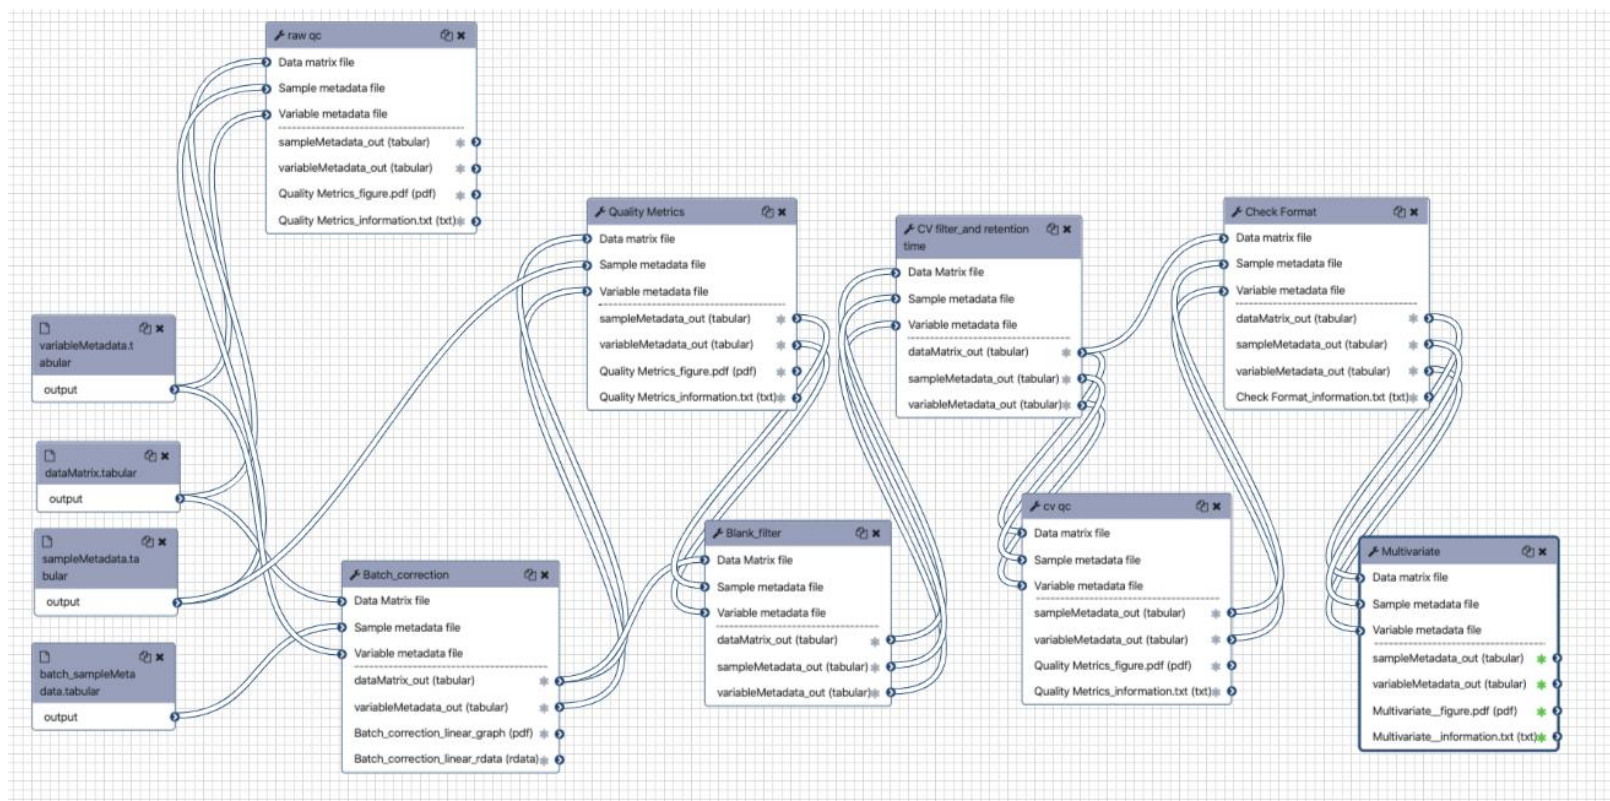 raw qc
Data matrix file
Sample metadata file
Variable metadata file
sampleMetadata_out (tabular)
variableMetadata_out (tabular)
Quality Metrics_figure.pdf (pdf)
Quality Metrics_information.txt (txt)
variableMetadata.t
abular
output
dataMatrix.tabular
output
sampleMetadata.ta
bular
output
batch_sampleMeta
data.tabular
output
Batch_correction
Data Matrix file
Sample metadata file
Variable metadata file
dataMatrix_out (tabular)
variableMetadata_out (tabular)
Batch_correction_linear_graph (pdf)
Batch_correction_linear_rdata (rdata)
Quality Metrics
Data matrix file
Sample metadata file
Variable metadata file
sampleMetadata_out (tabular)
variableMetadata_out (tabular)
Quality Metrics_figure.pdf (pdf)
Quality Metrics_information.txt (txt)
Blank_filter
Data Matrix file
Sample metadata file
Variable metadata file
dataMatrix_out (tabular)
sampleMetadata_out (tabular)
variableMetadata_out (tabular)
CV filter_and retention
time
Data Matrix file
Sample metadata file
Variable metadata file
dataMatrix_out (tabular)
sampleMetadata_out (tabular)
variableMetadata_out (tabular)
cv qc
Data matrix file
Sample metadata file
Variable metadata file
sampleMetadata_out (tabular)
variableMetadata_out (tabular)
Quality Metrics_figure.pdf (pdf)
Quality Metrics_information.txt (txt)
Check Format
Data matrix file
Sample metadata file
Variable metadata file
dataMatrix_out (tabular)
sampleMetadata_out (tabular)
variableMetadata_out (tabular)
Check Format_information.txt (txt)
Multivariate
Data matrix file
Sample metadata file
Variable metadata file
sampleMetadata_out (tabular)
variableMetadata_out (tabular)
Multivariate__figure.pdf (pdf)
Multivariate__information.txt (txt)